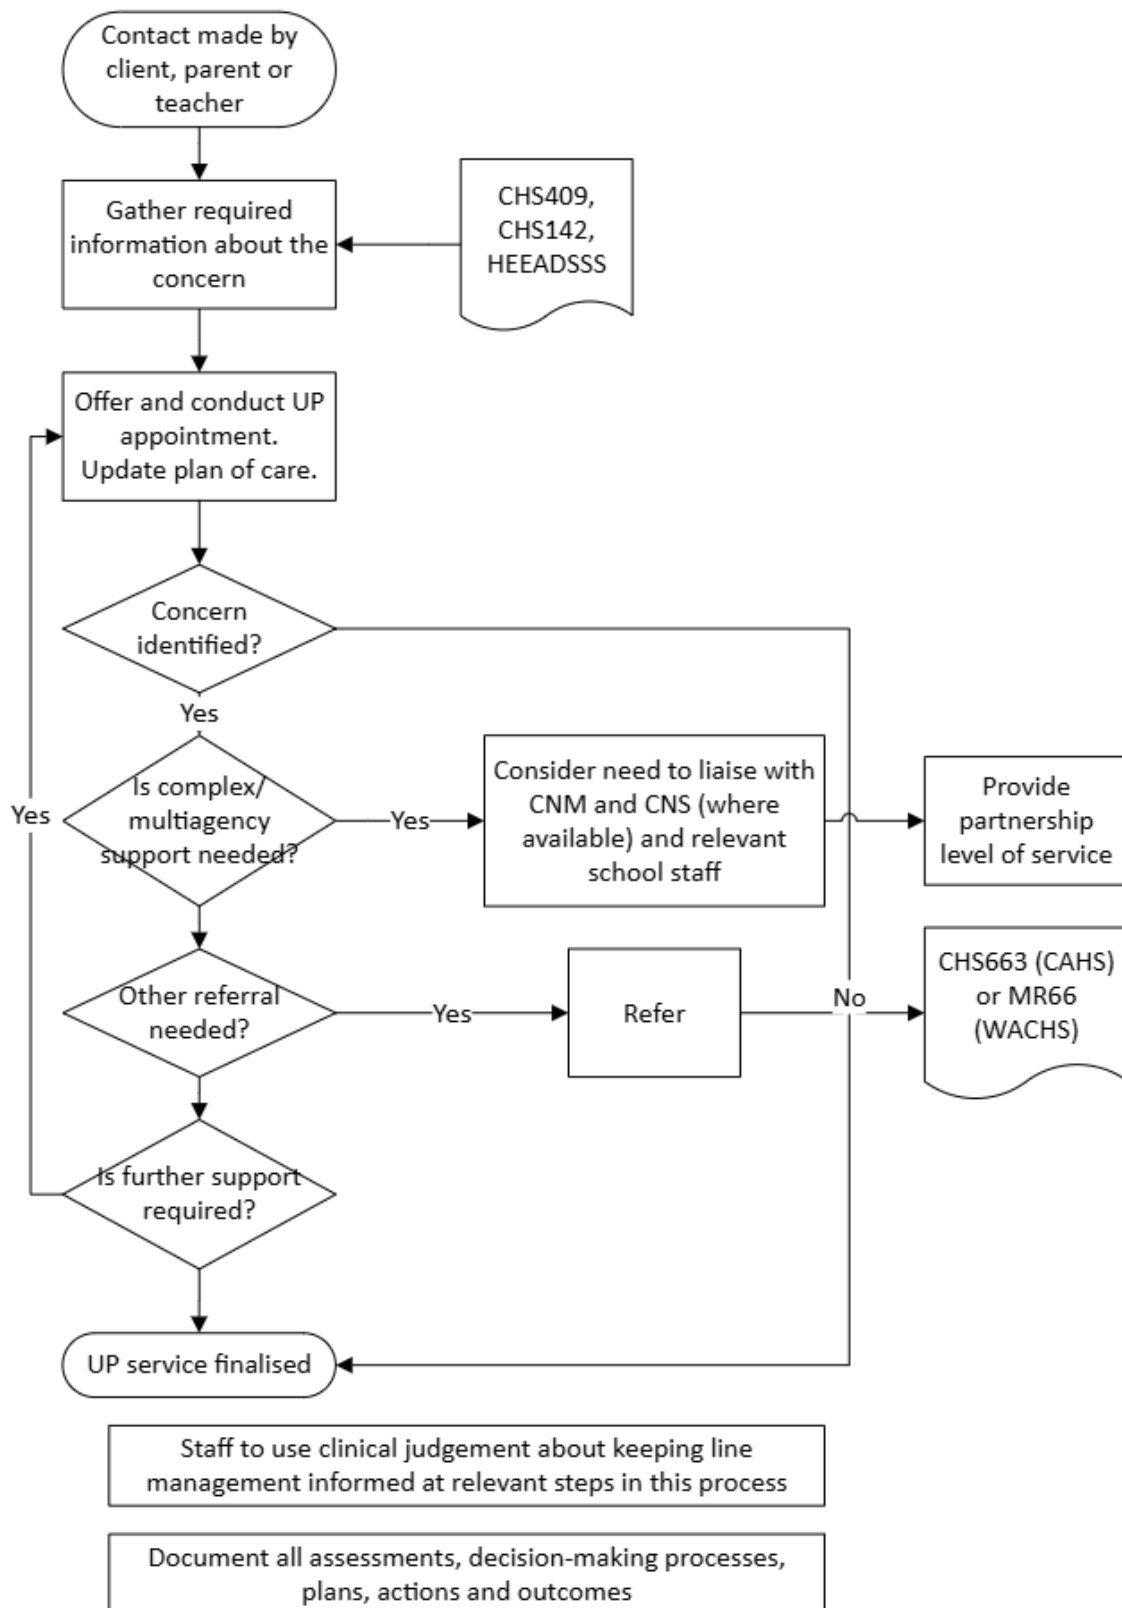 Contact made by
client, parent or
teacher
Gather required
information about the
concern
CHS409,
CHS142,
HEEADSSS
Offer and conduct UP
appointment.
Update plan of care.
Concern
identified?
Yes
Is complex/
multiagency
support needed?
Yes
Consider need to liaise with
CNM and CNS (where
available) and relevant
school staff
Provide
partnership
level of service
Yes
Other referral
needed?
Yes
Refer
No
CHS663 (CAHS)
or MR66
(WACHS)
Is further support
required?
UP service finalised
Staff to use clinical judgement about keeping line
management informed at relevant steps in this process
Document all assessments, decision-making processes,
plans, actions and outcomes